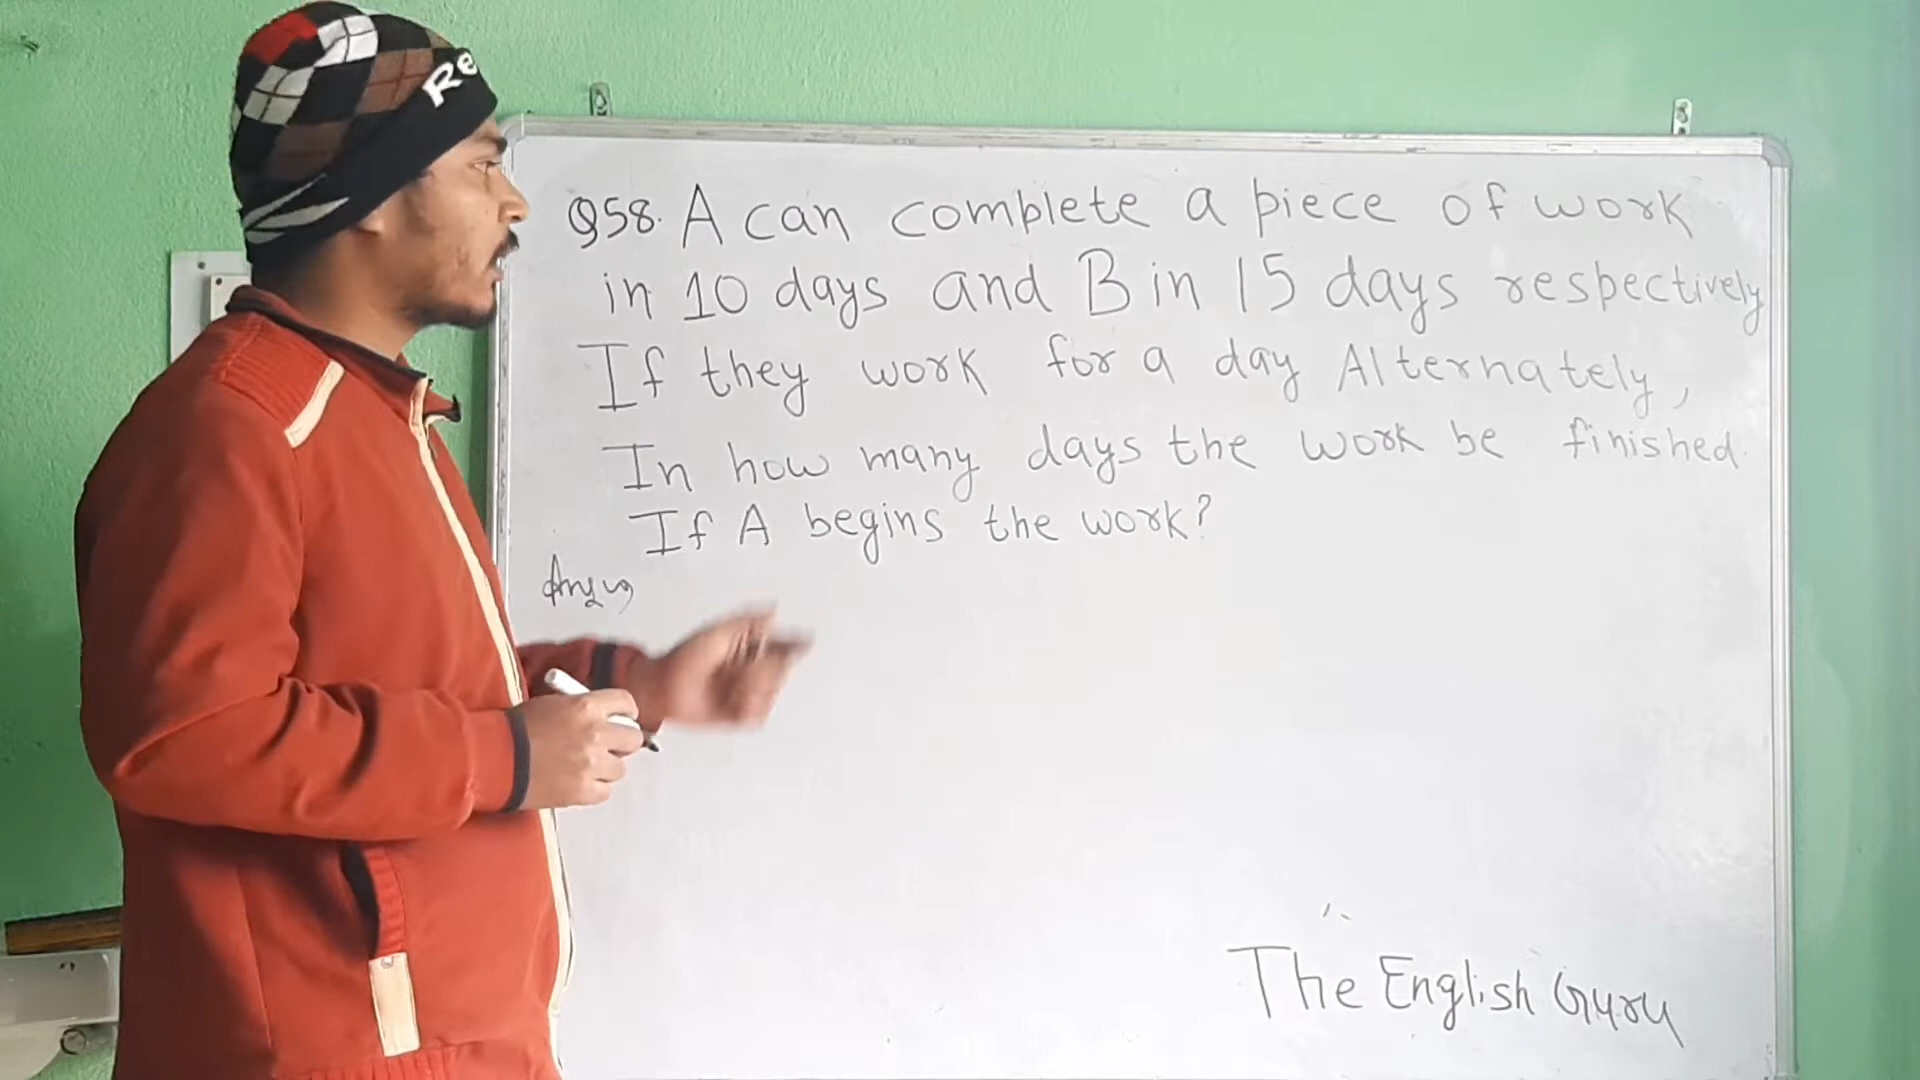 Re
Q58. A can complete a piece of work
in 10 days and B in 15 days respectively
If they work for a day Alternately,
In how many days the work be finished.
If A begins the work?
The English Guru